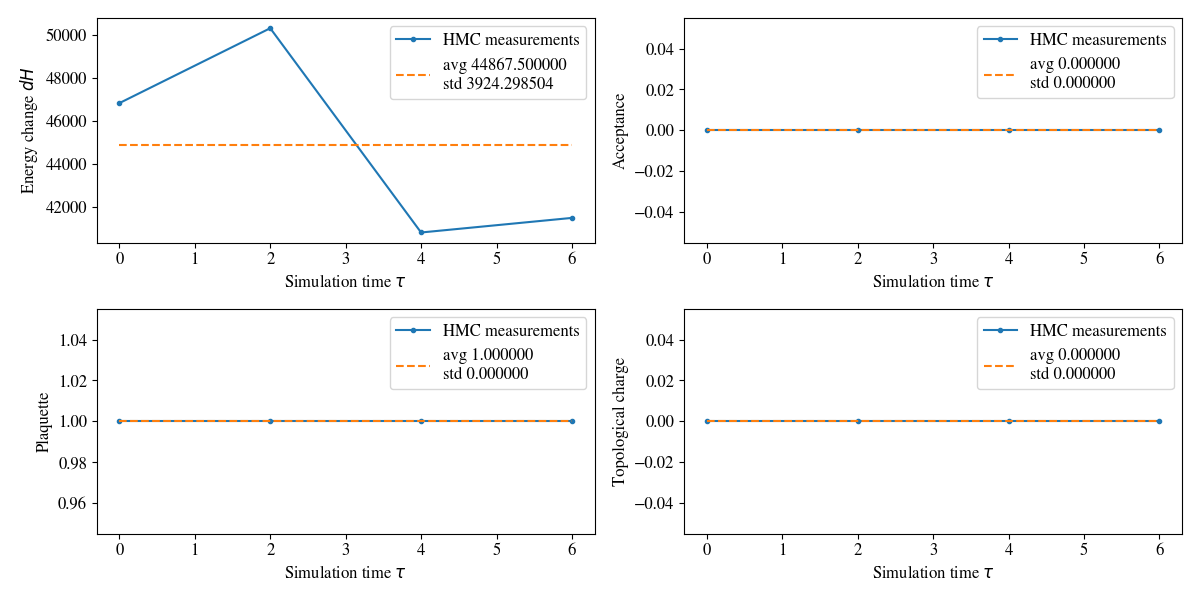 50000
48000
46000
44000
42000
Energy change dH
HMC measurements
avg 44867.500000
std 3924.298504
0 1 2 3 4 5 6
Simulation time τ
0.04
0.02
0.00
−0.02
−0.04
Acceptance
HMC measurements
avg 0.000000
std 0.000000
0 1 2 3 4 5 6
Simulation time τ
1.04
1.02
1.00
0.98
0.96
Plaquette
HMC measurements
avg 1.000000
std 0.000000
0 1 2 3 4 5 6
Simulation time τ
0.04
0.02
0.00
−0.02
−0.04
Topological charge
HMC measurements
avg 0.000000
std 0.000000
0 1 2 3 4 5 6
Simulation time τ